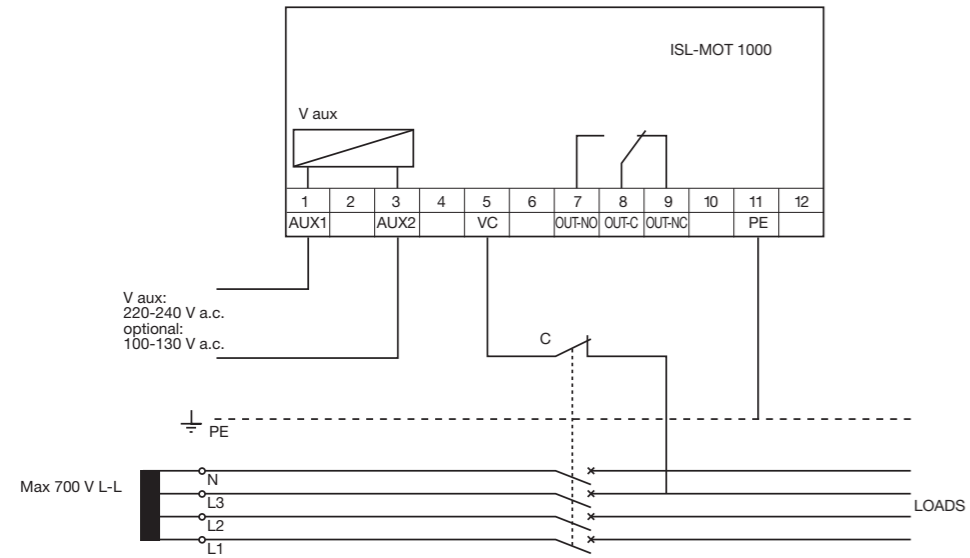 ISL-MOT 1000
V aux
1 2 3 4 5 6 7 8 9 10 11 12
AUX1 AUX2 VC OUT-NO OUT-C OUT-NC PE
V aux:
220-240 V a.c.
optional:
100-130 V a.c.
C
PE
Max 700 V L-L
N
L3
L2
L1
LOADS